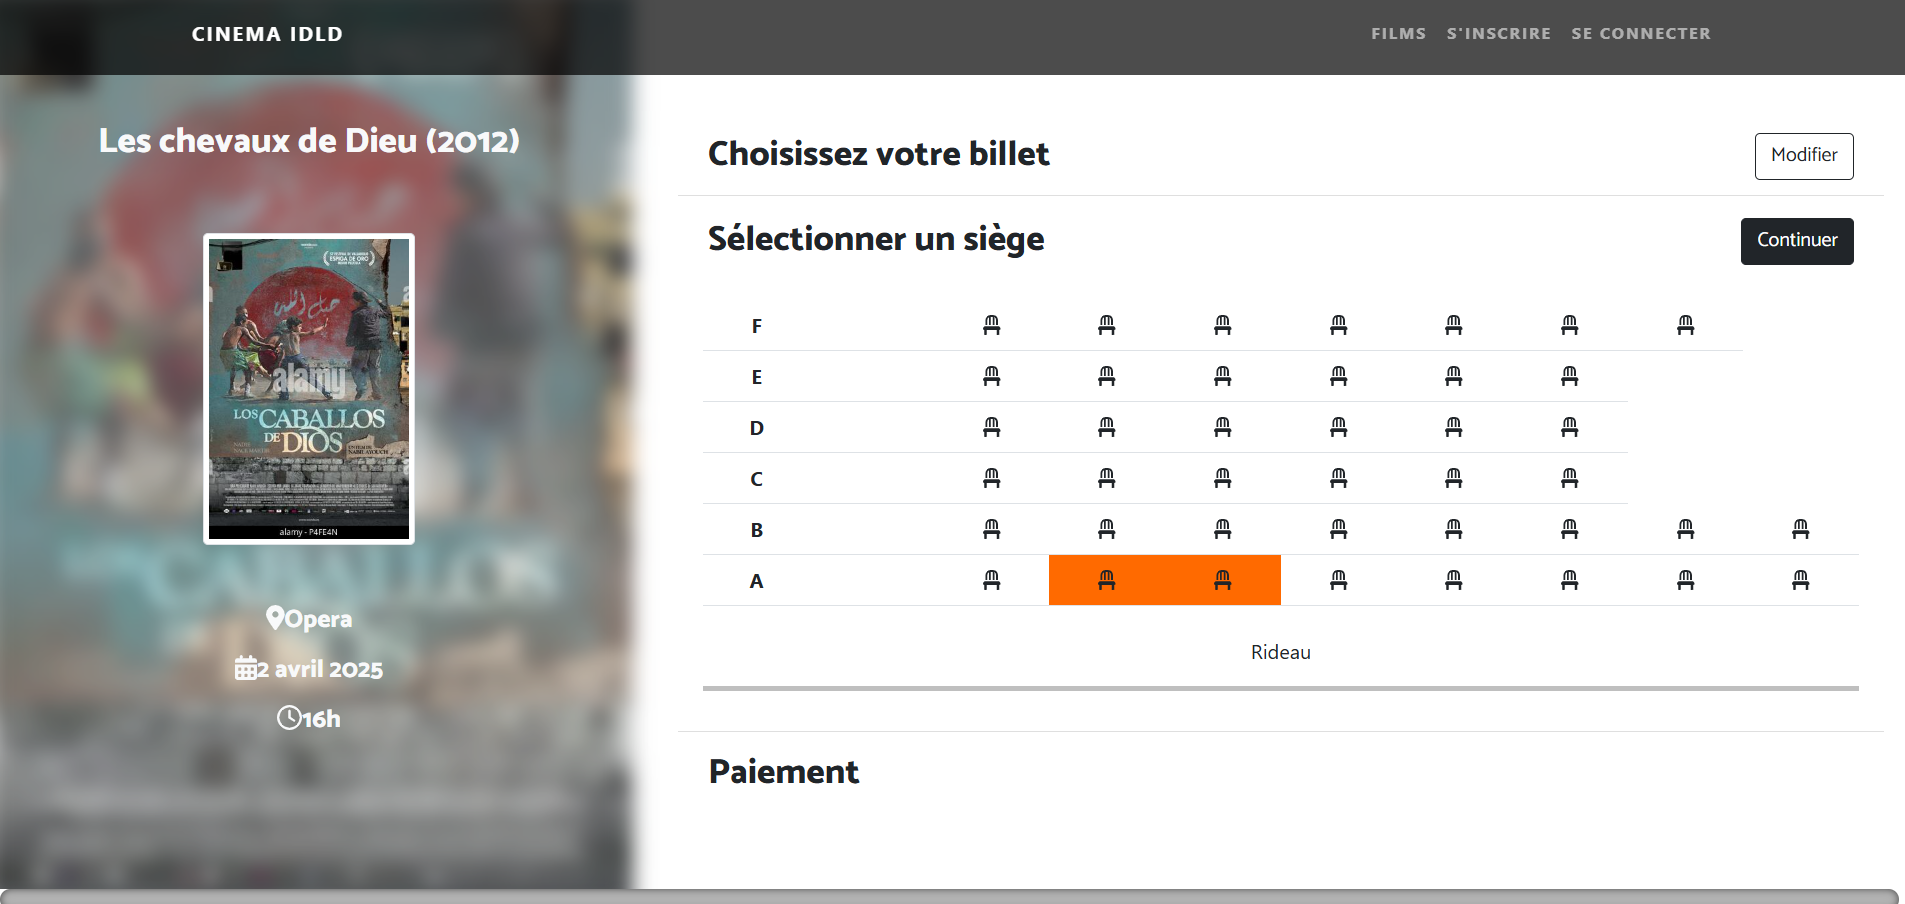 CINEMA IDLD
FILMS S'INSCRIRE SE CONNECTER
Les chevaux de Dieu (2012)
ESPIGA DE ORO
alamy
LOS CABALLOS
DE DIOS
alamy - P4FE4N
Opera
2 avril 2025
16h
Choisissez votre billet
Modifier
Sélectionner un siège
Continuer
F
E
D
C
B
A
Rideau
Paiement